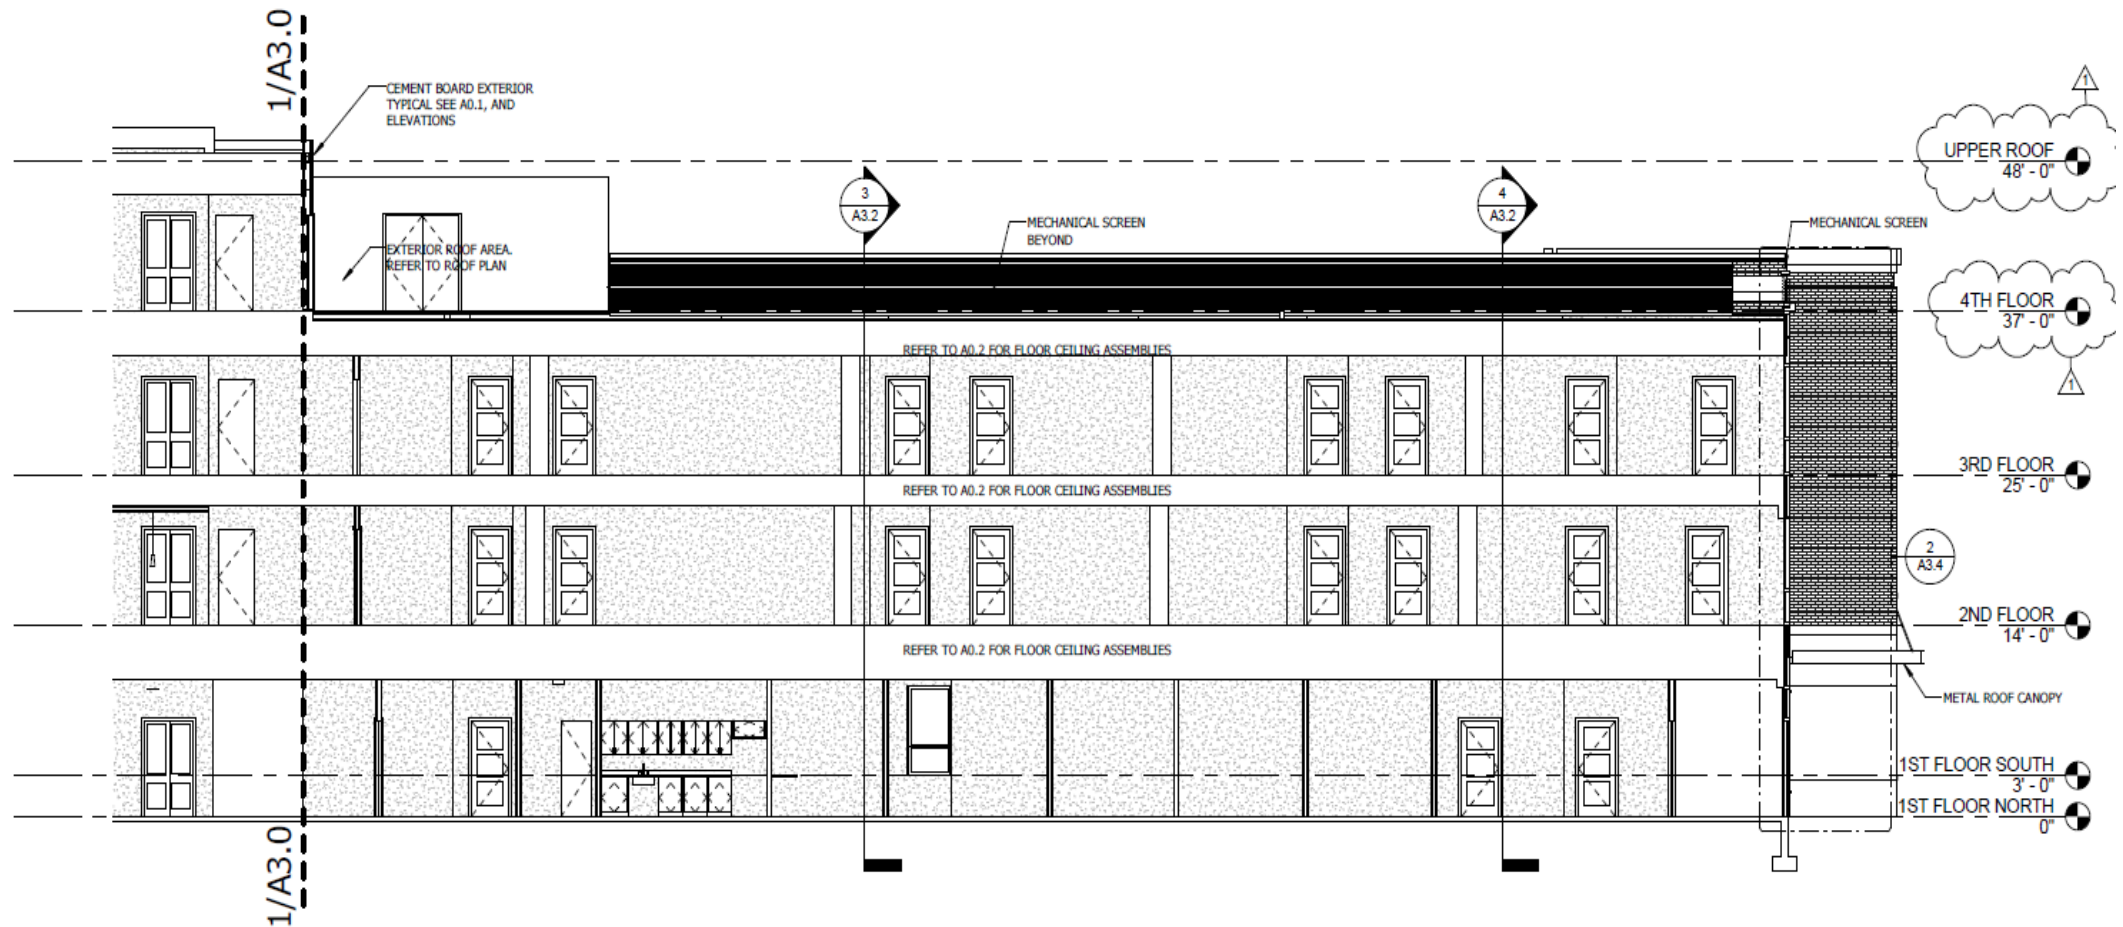 1/A3.0
CEMENT BOARD EXTERIOR
TYPICAL SEE A0.1, AND
ELEVATIONS
1
UPPER ROOF
48' - 0"
3
A3.2
4
A3.2
MECHANICAL SCREEN
BEYOND
MECHANICAL SCREEN
EXTERIOR ROOF AREA.
REFER TO ROOF PLAN
4TH FLOOR
37' - 0"
1
REFER TO A0.2 FOR FLOOR CEILING ASSEMBLIES
3RD FLOOR
25' - 0"
REFER TO A0.2 FOR FLOOR CEILING ASSEMBLIES
2
A3.4
2ND FLOOR
14' - 0"
REFER TO A0.2 FOR FLOOR CEILING ASSEMBLIES
METAL ROOF CANOPY
1ST FLOOR SOUTH
3' - 0"
1ST FLOOR NORTH
0"
1/A3.0